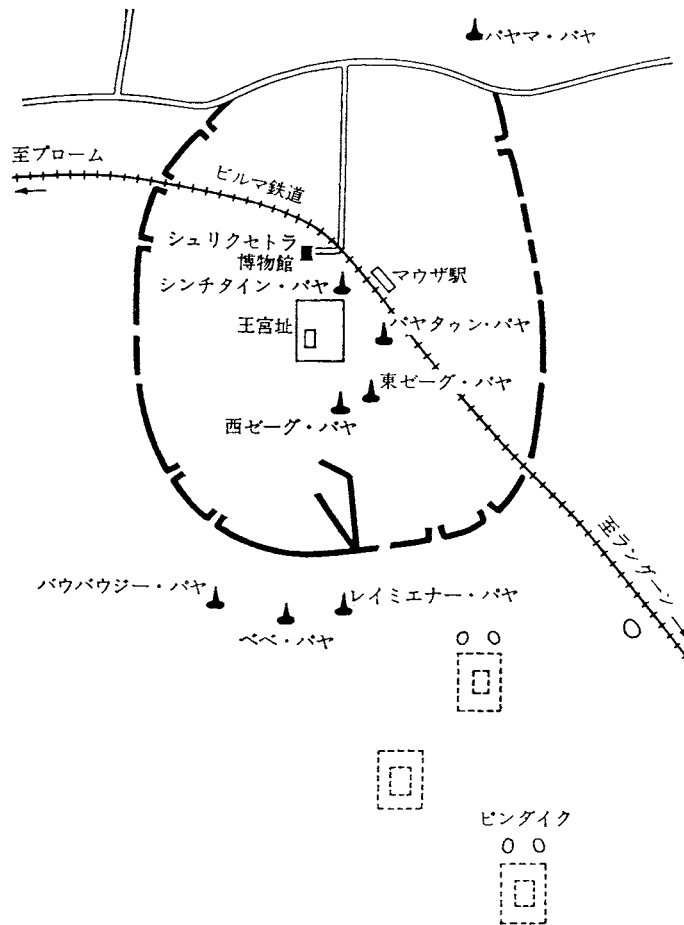 パヤマ・パヤ
至プローム
ビルマ鉄道
シュリクセトラ
博物館
マウザ駅
シンチタイン・パヤ
王宮址
パヤタゥン・パヤ
東ゼーグ・パヤ
西ゼーグ・パヤ
至ラングーン
バウバウジー・パヤ
レイミエナー・パヤ
ベベ・パヤ
ピンダイク